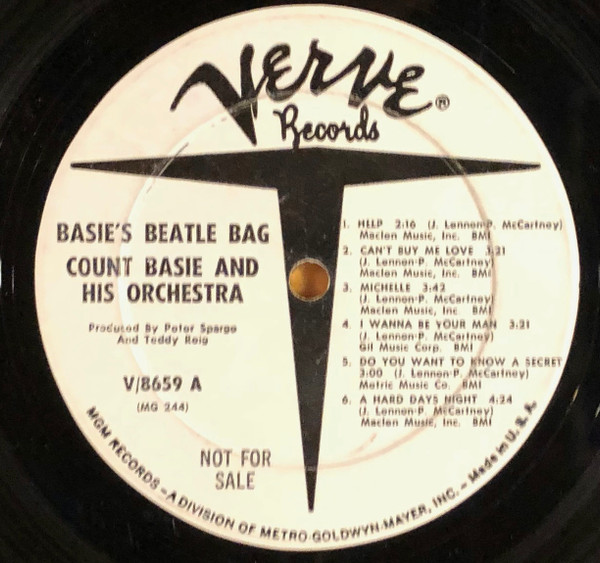 VERVE®
Records
BASIE'S BEATLE BAG
COUNT BASIE AND
HIS ORCHESTRA
Produced By Peter Spargo
And Teddy Reig
V/8659 A
(MG 244)
NOT FOR
SALE
1. HELP 2:16 (J. Lennon-P. McCartney)
Maclen Music, Inc. BMI
2. CAN'T BUY ME LOVE 3:21
(J. Lennon-P. McCartney)
Maclen Music, Inc. BMI
3. MICHELLE 3:42
(J. Lennon-P. McCartney)
Maclen Music, Inc. BMI
4. I WANNA BE YOUR MAN 3:21
(J. Lennon-P. McCartney)
Gil Music Corp. BMI
5. DO YOU WANT TO KNOW A SECRET
3:00 (J. Lennon-P. McCartney)
Metric Music Co. BMI
6. A HARD DAYS NIGHT 4:24
(J. Lennon-P. McCartney)
Maclen Music, Inc. BMI
MGM RECORDS - A DIVISION OF METRO-GOLDWYN-MAYER, INC. - Made in U.S.A.